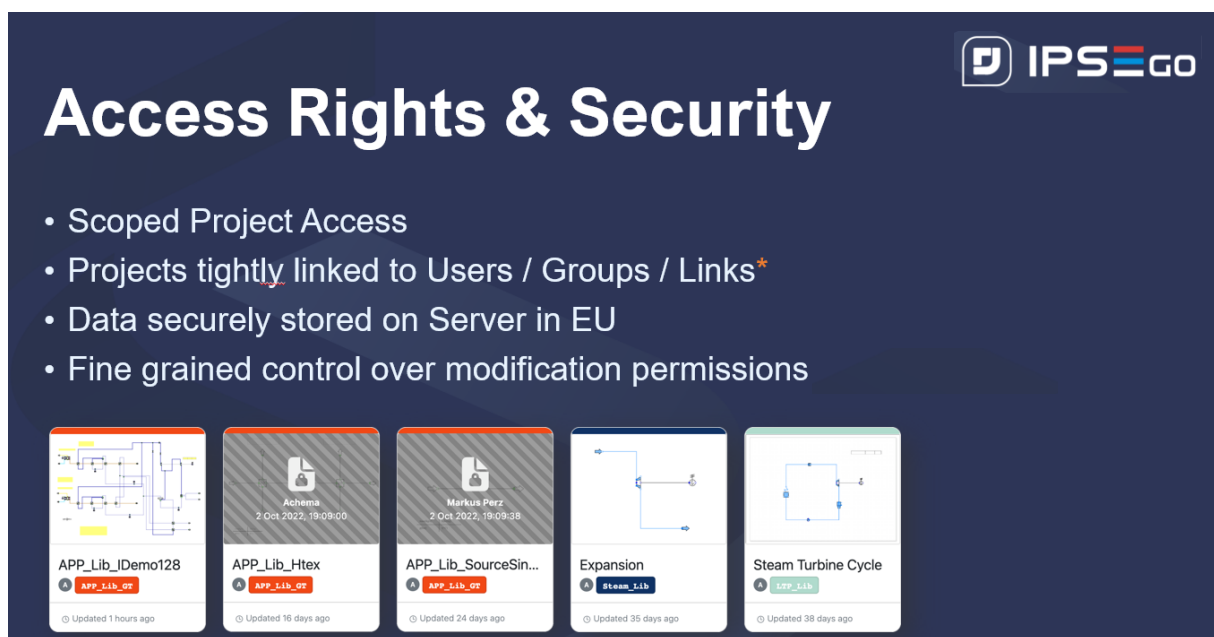 IPSEGO
Access Rights & Security
• Scoped Project Access
• Projects tightly linked to Users / Groups / Links*
• Data securely stored on Server in EU
• Fine grained control over modification permissions
Achema
2 Oct 2022, 19:09:00
Markus Perz
2 Oct 2022, 19:09:38
APP_Lib_IDemo128
A APP_Lib_GT
Updated 1 hours ago
APP_Lib_Htex
A APP_Lib_GT
Updated 16 days ago
APP_Lib_SourceSin...
A APP_Lib_GT
Updated 24 days ago
Expansion
A Steam_Lib
Updated 35 days ago
Steam Turbine Cycle
A LTP_Lib
Updated 38 days ago